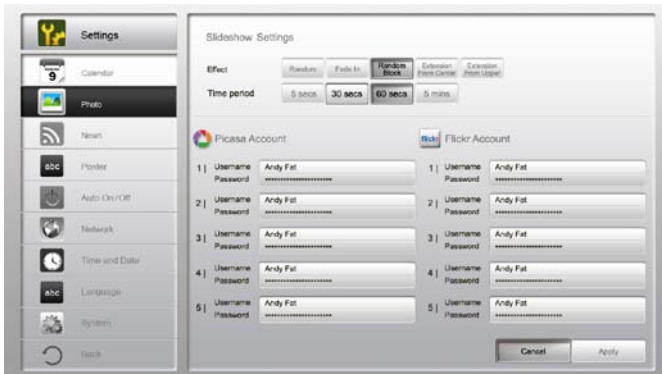 Settings
9
Calendar
Photo
News
abc
Poster
Auto On/Off
Network
Time and Date
abc
Language
System
Back
Slideshow Settings
Effect
Random
Fade In
Random Block
Extension From Center
Extension From Upper
Time period
5 secs
30 secs
60 secs
5 mins
Picasa Account
1| Username Andy Fat
Password ••••••••••••••••••••••
2| Username Andy Fat
Password ••••••••••••••••••••••
3| Username Andy Fat
Password ••••••••••••••••••••••
4| Username Andy Fat
Password ••••••••••••••••••••••
5| Username Andy Fat
Password ••••••••••••••••••••••
flickr
Flickr Account
1| Username Andy Fat
Password ••••••••••••••••••••••
2| Username Andy Fat
Password ••••••••••••••••••••••
3| Username Andy Fat
Password ••••••••••••••••••••••
4| Username Andy Fat
Password ••••••••••••••••••••••
5| Username Andy Fat
Password ••••••••••••••••••••••
Cancel
Apply